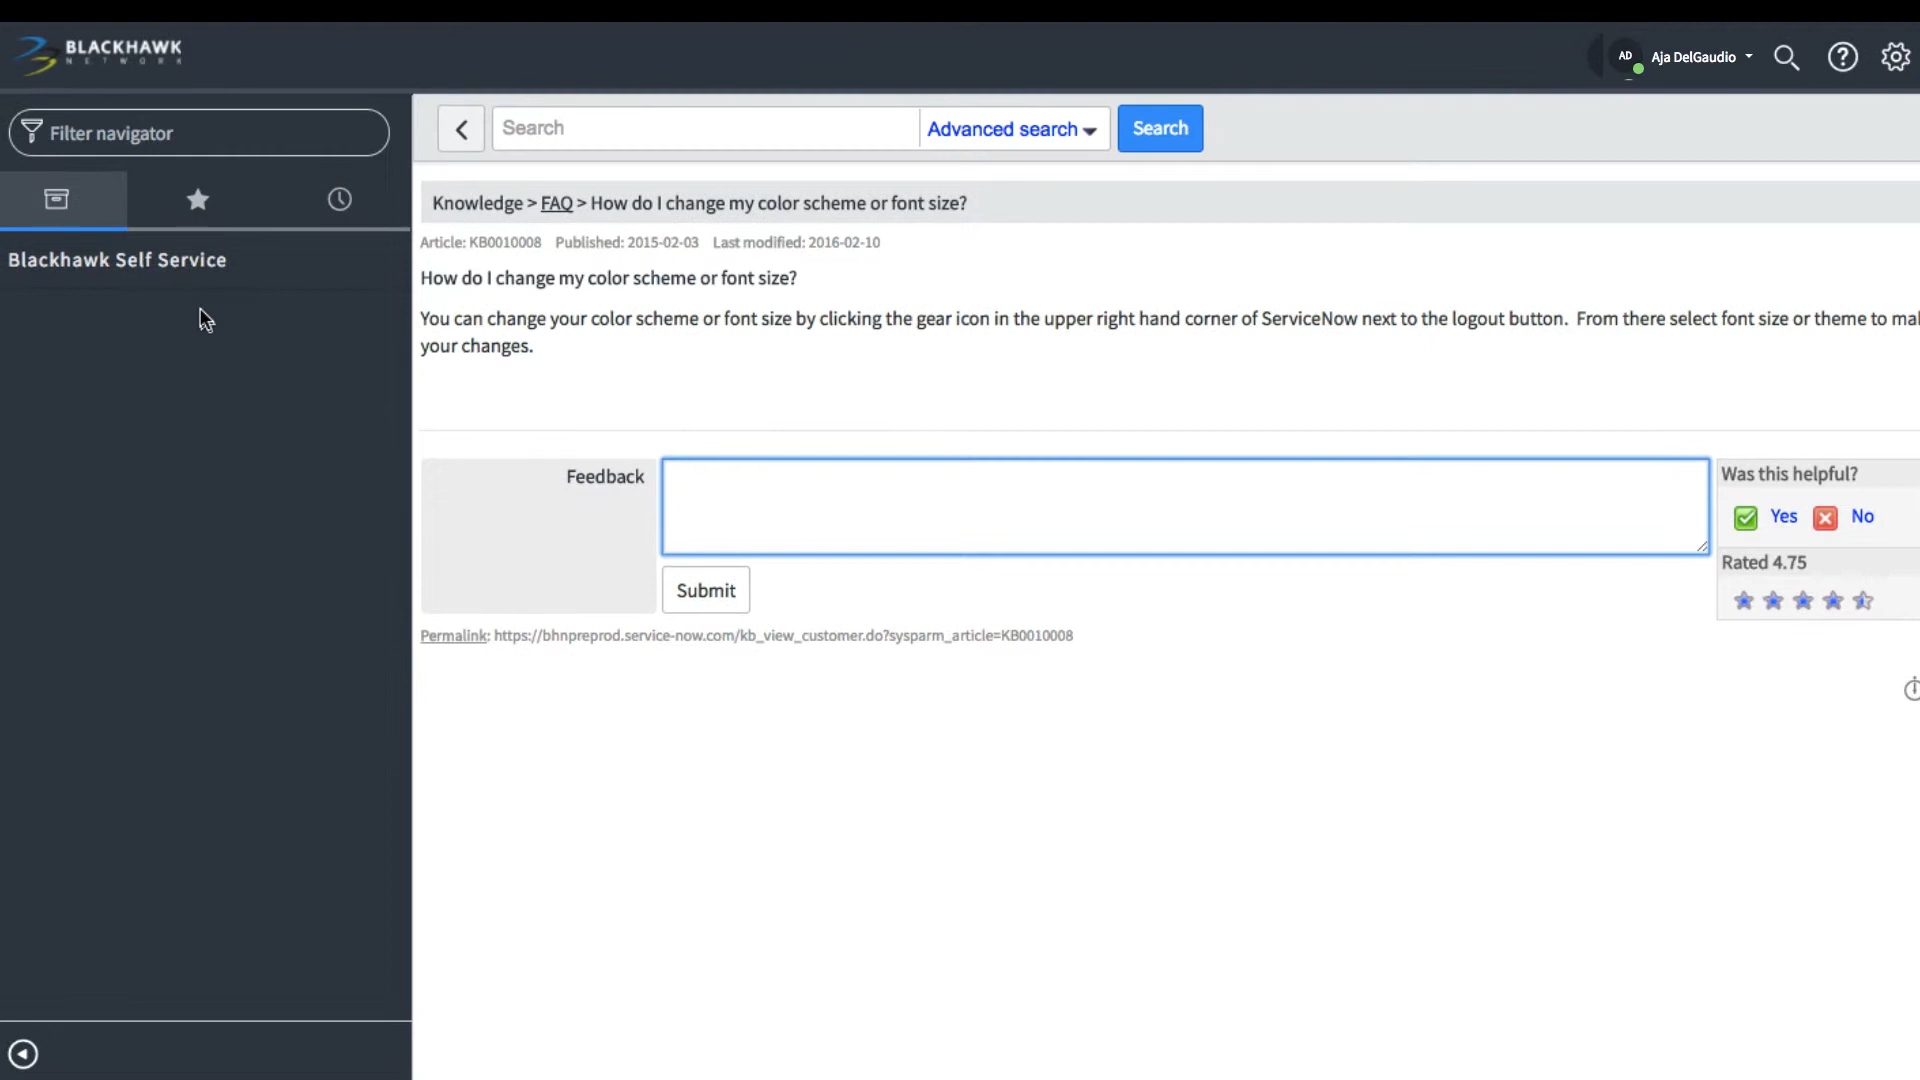 BLACKHAWK
NETWORK
AD
Aja DelGaudio
Filter navigator
Search
Advanced search
Search
Knowledge > FAQ > How do I change my color scheme or font size?
Article: KB0010008 Published: 2015-02-03 Last modified: 2016-02-10
Blackhawk Self Service
How do I change my color scheme or font size?
You can change your color scheme or font size by clicking the gear icon in the upper right hand corner of ServiceNow next to the logout button. From there select font size or theme to
your changes.
Feedback
Was this helpful?
Yes No
Rated 4.75
Submit
Permalink: https://bhnpreprod.service-now.com/kb_view_customer.do?sysparm_article=KB0010008